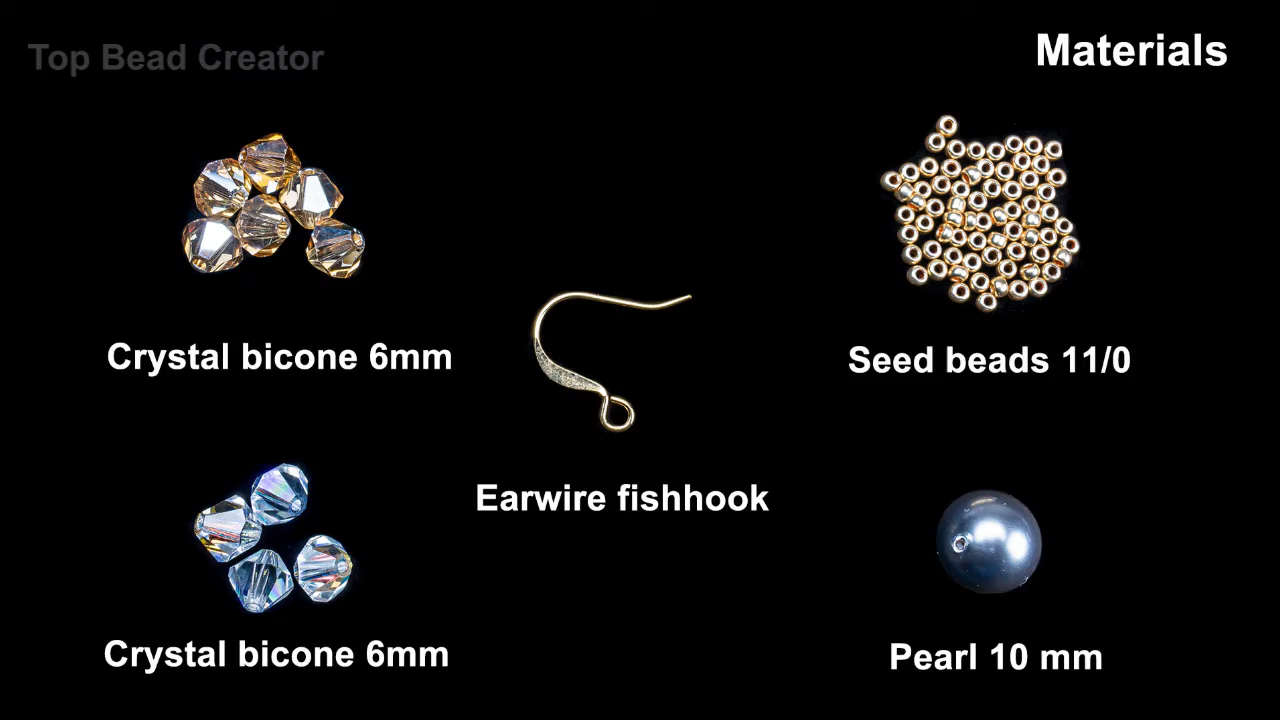 Top Bead Creator
Materials
Crystal bicone 6mm
Seed beads 11/0
Earwire fishhook
Crystal bicone 6mm
Pearl 10 mm